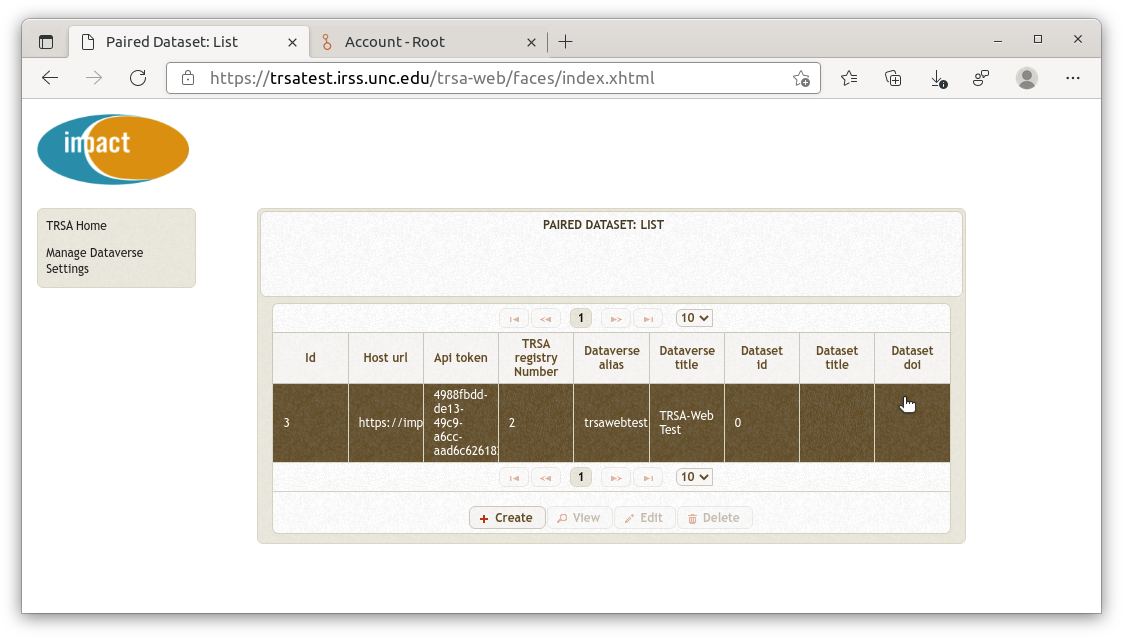 Paired Dataset: List
Account - Root
https://trsatest.irss.unc.edu/trsa-web/faces/index.xhtml
impact
TRSA Home
Manage Dataverse
Settings
PAIRED DATASET: LIST
1
10
Id
Host url
Api token
TRSA
registry
Number
Dataverse
alias
Dataverse
title
Dataset
id
Dataset
title
Dataset
doi
3
https://imp
4988fbdd-
de13-
49c9-
a6cc-
aad6c62618
2
trsawebtest
TRSA-Web
Test
0
1
10
Create
View
Edit
Delete